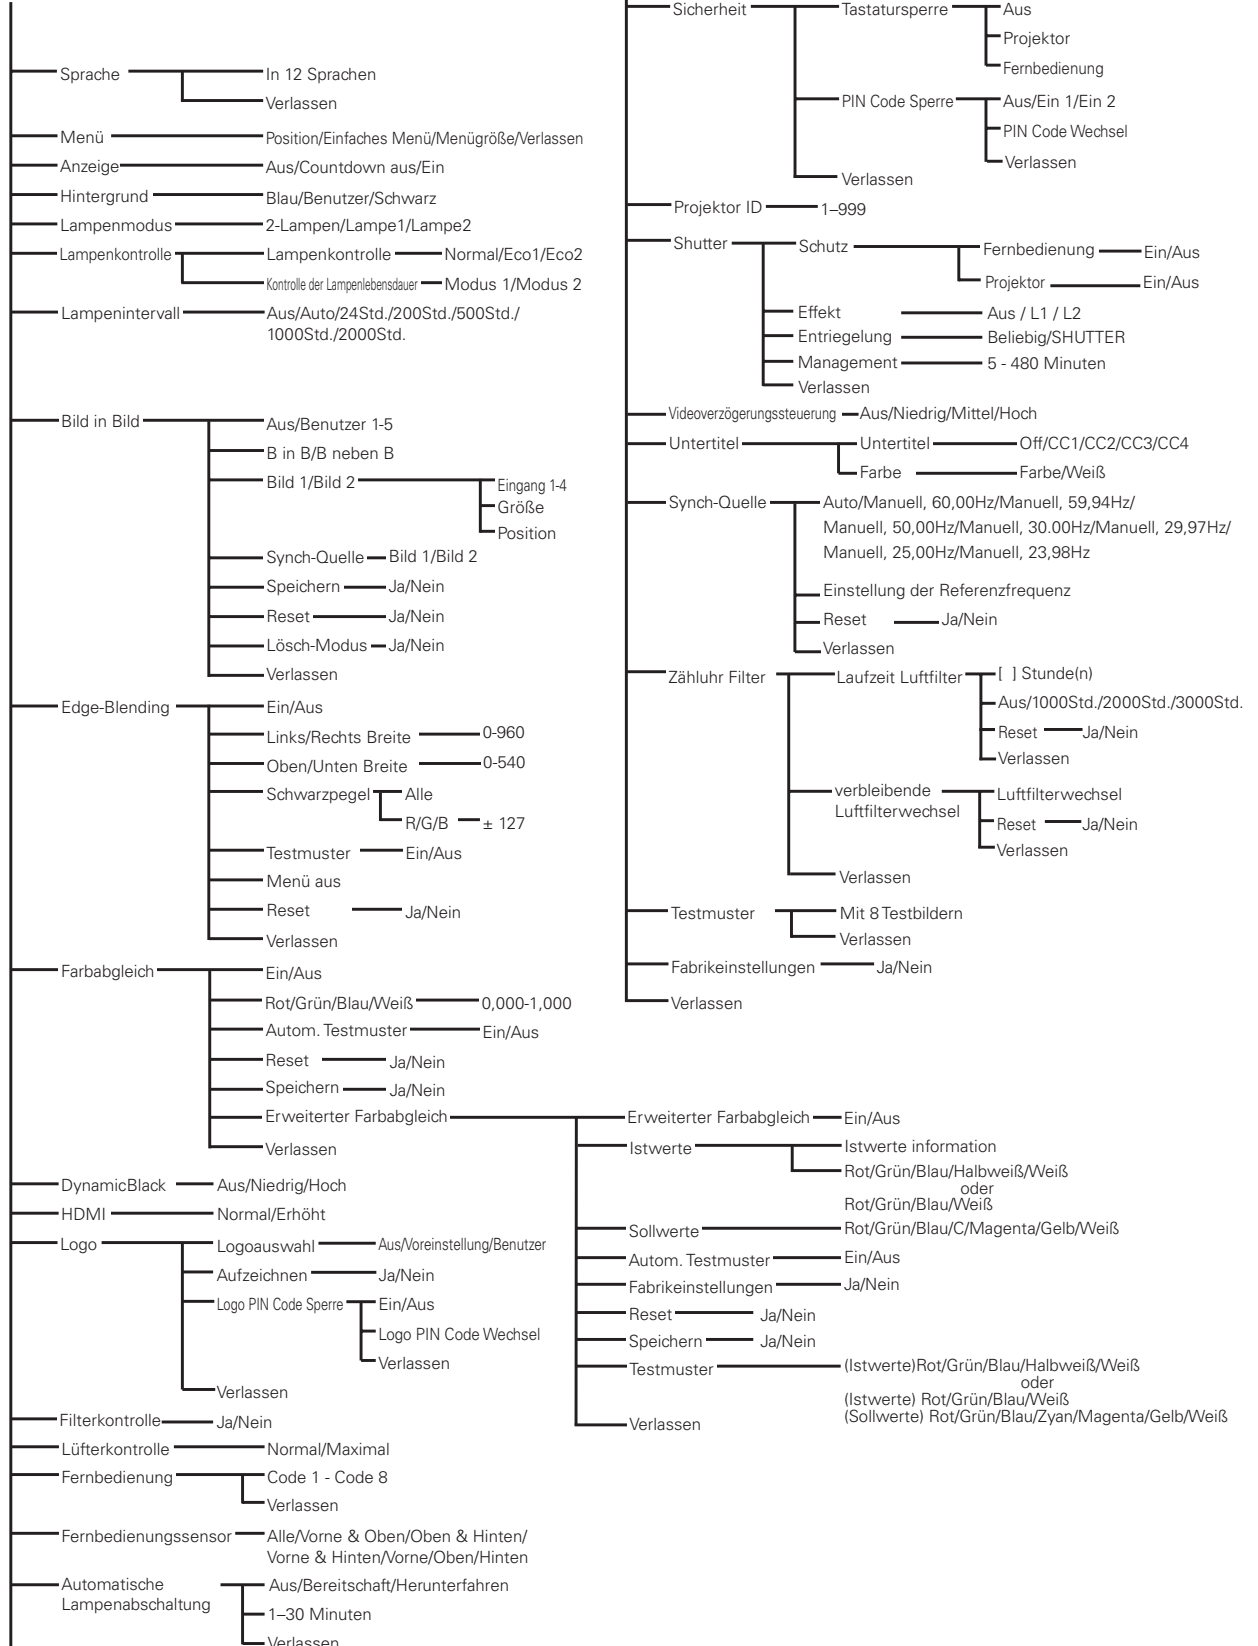 Sprache
In 12 Sprachen
Verlassen
Menü
Position/Einfaches Menü/Menügröße/Verlassen
Anzeige
Aus/Countdown aus/Ein
Hintergrund
Blau/Benutzer/Schwarz
Lampenmodus
2-Lampen/Lampe1/Lampe2
Lampenkontrolle
Lampenkontrolle
Normal/Eco1/Eco2
Kontrolle der Lampenlebensdauer
Modus 1/Modus 2
Lampenintervall
Aus/Auto/24Std./200Std./500Std./
1000Std./2000Std.
Bild in Bild
Aus/Benutzer 1-5
B in B/B neben B
Bild 1/Bild 2
Eingang 1-4
Größe
Position
Synch-Quelle
Bild 1/Bild 2
Speichern
Ja/Nein
Reset
Ja/Nein
Lösch-Modus
Ja/Nein
Verlassen
Edge-Blending
Ein/Aus
Links/Rechts Breite
0-960
Oben/Unten Breite
0-540
Schwarzpegel
Alle
R/G/B
± 127
Testmuster
Ein/Aus
Menü aus
Reset
Ja/Nein
Verlassen
Farbabgleich
Ein/Aus
Rot/Grün/Blau/Weiß
0,000-1,000
Autom. Testmuster
Ein/Aus
Reset
Ja/Nein
Speichern
Ja/Nein
Erweiterter Farbabgleich
Erweiterter Farbabgleich
Ein/Aus
Istwerte
Istwerte information
Rot/Grün/Blau/Halbweiß/Weiß
oder
Rot/Grün/Blau/Weiß
Sollwerte
Rot/Grün/Blau/C/Magenta/Gelb/Weiß
Autom. Testmuster
Ein/Aus
Fabrikeinstellungen
Ja/Nein
Reset
Ja/Nein
Speichern
Ja/Nein
Testmuster
(Istwerte)Rot/Grün/Blau/Halbweiß/Weiß
oder
(Istwerte) Rot/Grün/Blau/Weiß
(Sollwerte) Rot/Grün/Blau/Zyan/Magenta/Gelb/Weiß
Verlassen
Verlassen
DynamicBlack
Aus/Niedrig/Hoch
HDMI
Normal/Erhöht
Logo
Logoauswahl
Aus/Voreinstellung/Benutzer
Aufzeichnen
Ja/Nein
Logo PIN Code Sperre
Ein/Aus
Logo PIN Code Wechsel
Verlassen
Verlassen
Filterkontrolle
Ja/Nein
Lüfterkontrolle
Normal/Maximal
Fernbedienung
Code 1 - Code 8
Verlassen
Fernbedienungssensor
Alle/Vorne & Oben/Oben & Hinten/
Vorne & Hinten/Vorne/Oben/Hinten
Automatische
Lampenabschaltung
Aus/Bereitschaft/Herunterfahren
1–30 Minuten
Verlassen
Sicherheit
Tastatursperre
Aus
Projektor
Fernbedienung
PIN Code Sperre
Aus/Ein 1/Ein 2
PIN Code Wechsel
Verlassen
Verlassen
Projektor ID
1–999
Shutter
Schutz
Fernbedienung
Ein/Aus
Projektor
Ein/Aus
Effekt
Aus / L1 / L2
Entriegelung
Beliebig/SHUTTER
Management
5 - 480 Minuten
Verlassen
Videoverzögerungssteuerung
Aus/Niedrig/Mittel/Hoch
Untertitel
Untertitel
Off/CC1/CC2/CC3/CC4
Farbe
Farbe/Weiß
Synch-Quelle
Auto/Manuell, 60,00Hz/Manuell, 59,94Hz/
Manuell, 50,00Hz/Manuell, 30.00Hz/Manuell, 29,97Hz/
Manuell, 25,00Hz/Manuell, 23,98Hz
Einstellung der Referenzfrequenz
Reset
Ja/Nein
Verlassen
Zähluhr Filter
Laufzeit Luftfilter
[ ] Stunde(n)
Aus/1000Std./2000Std./3000Std.
Reset
Ja/Nein
Verlassen
verbleibende
Luftfilterwechsel
Luftfilterwechsel
Reset
Ja/Nein
Verlassen
Verlassen
Testmuster
Mit 8 Testbildern
Verlassen
Fabrikeinstellungen
Ja/Nein
Verlassen